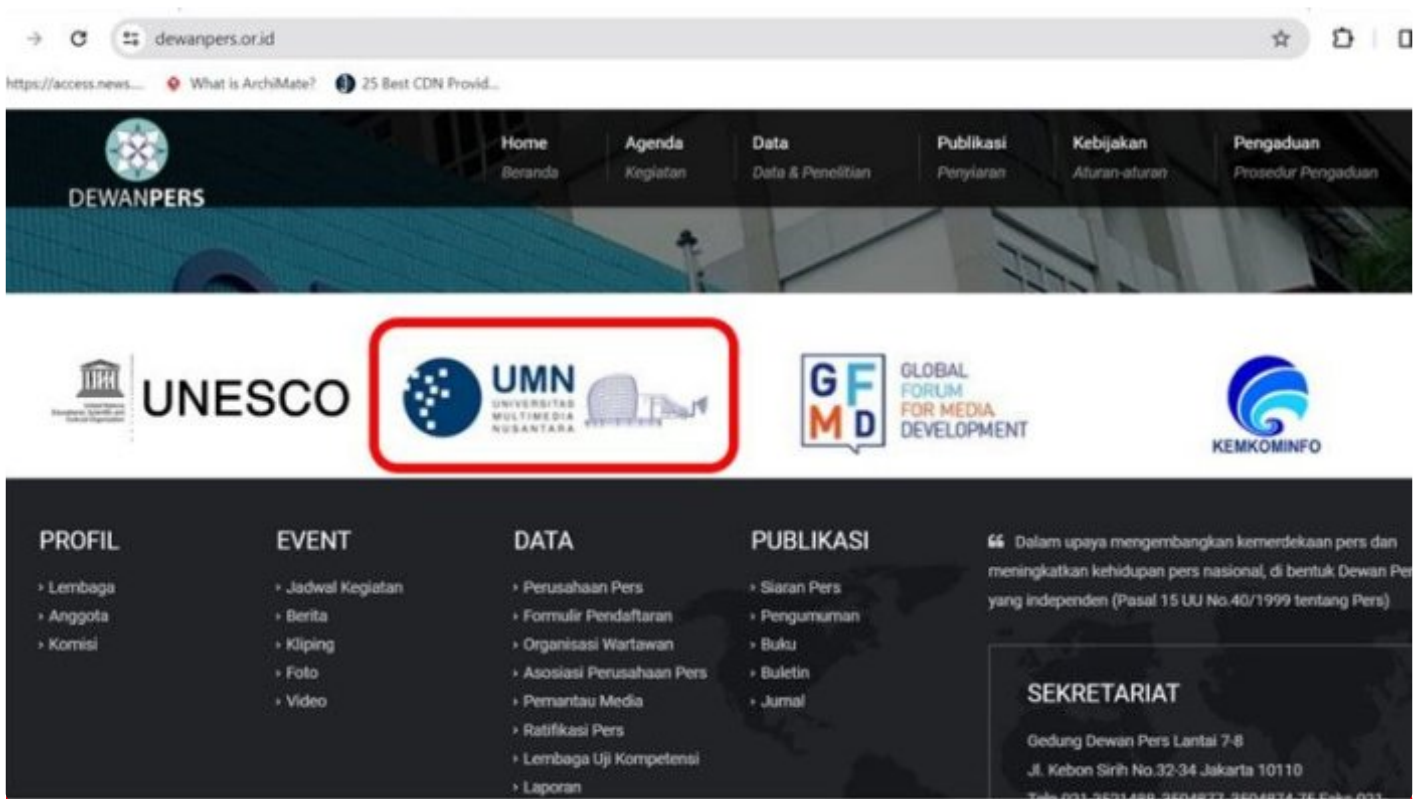 dewanpers.or.id
https://access.news....
What is ArchiMate?
25 Best CDN Provid...
DEWANPERS
Home
Beranda
Agenda
Kegiatan
Data
Data & Penelitian
Publikasi
Penyiaran
Kebijakan
Aturan-aturan
Pengaduan
Prosedur Pengaduan
UNESCO
UMN
UNIVERSITAS
MULTIMEDIA
NUSANTARA
GF
MD
GLOBAL
FORUM
FOR MEDIA
DEVELOPMENT
KEMKOMINFO
PROFIL
› Lembaga
› Anggota
› Komisi
EVENT
› Jadwal Kegiatan
› Berita
› Kliping
› Foto
› Video
DATA
› Perusahaan Pers
› Formulir Pendaftaran
› Organisasi Wartawan
› Asosiasi Perusahaan Pers
› Pemantau Media
› Ratifikasi Pers
› Lembaga Uji Kompetensi
› Laporan
PUBLIKASI
› Siaran Pers
› Pengumuman
› Buku
› Buletin
› Jurnal
Dalam upaya mengembangkan kemerdekaan pers dan
meningkatkan kehidupan pers nasional, di bentuk Dewan Per
yang independen (Pasal 15 UU No.40/1999 tentang Pers)
SEKRETARIAT
Gedung Dewan Pers Lantai 7-8
Jl. Kebon Sirih No.32-34 Jakarta 10110